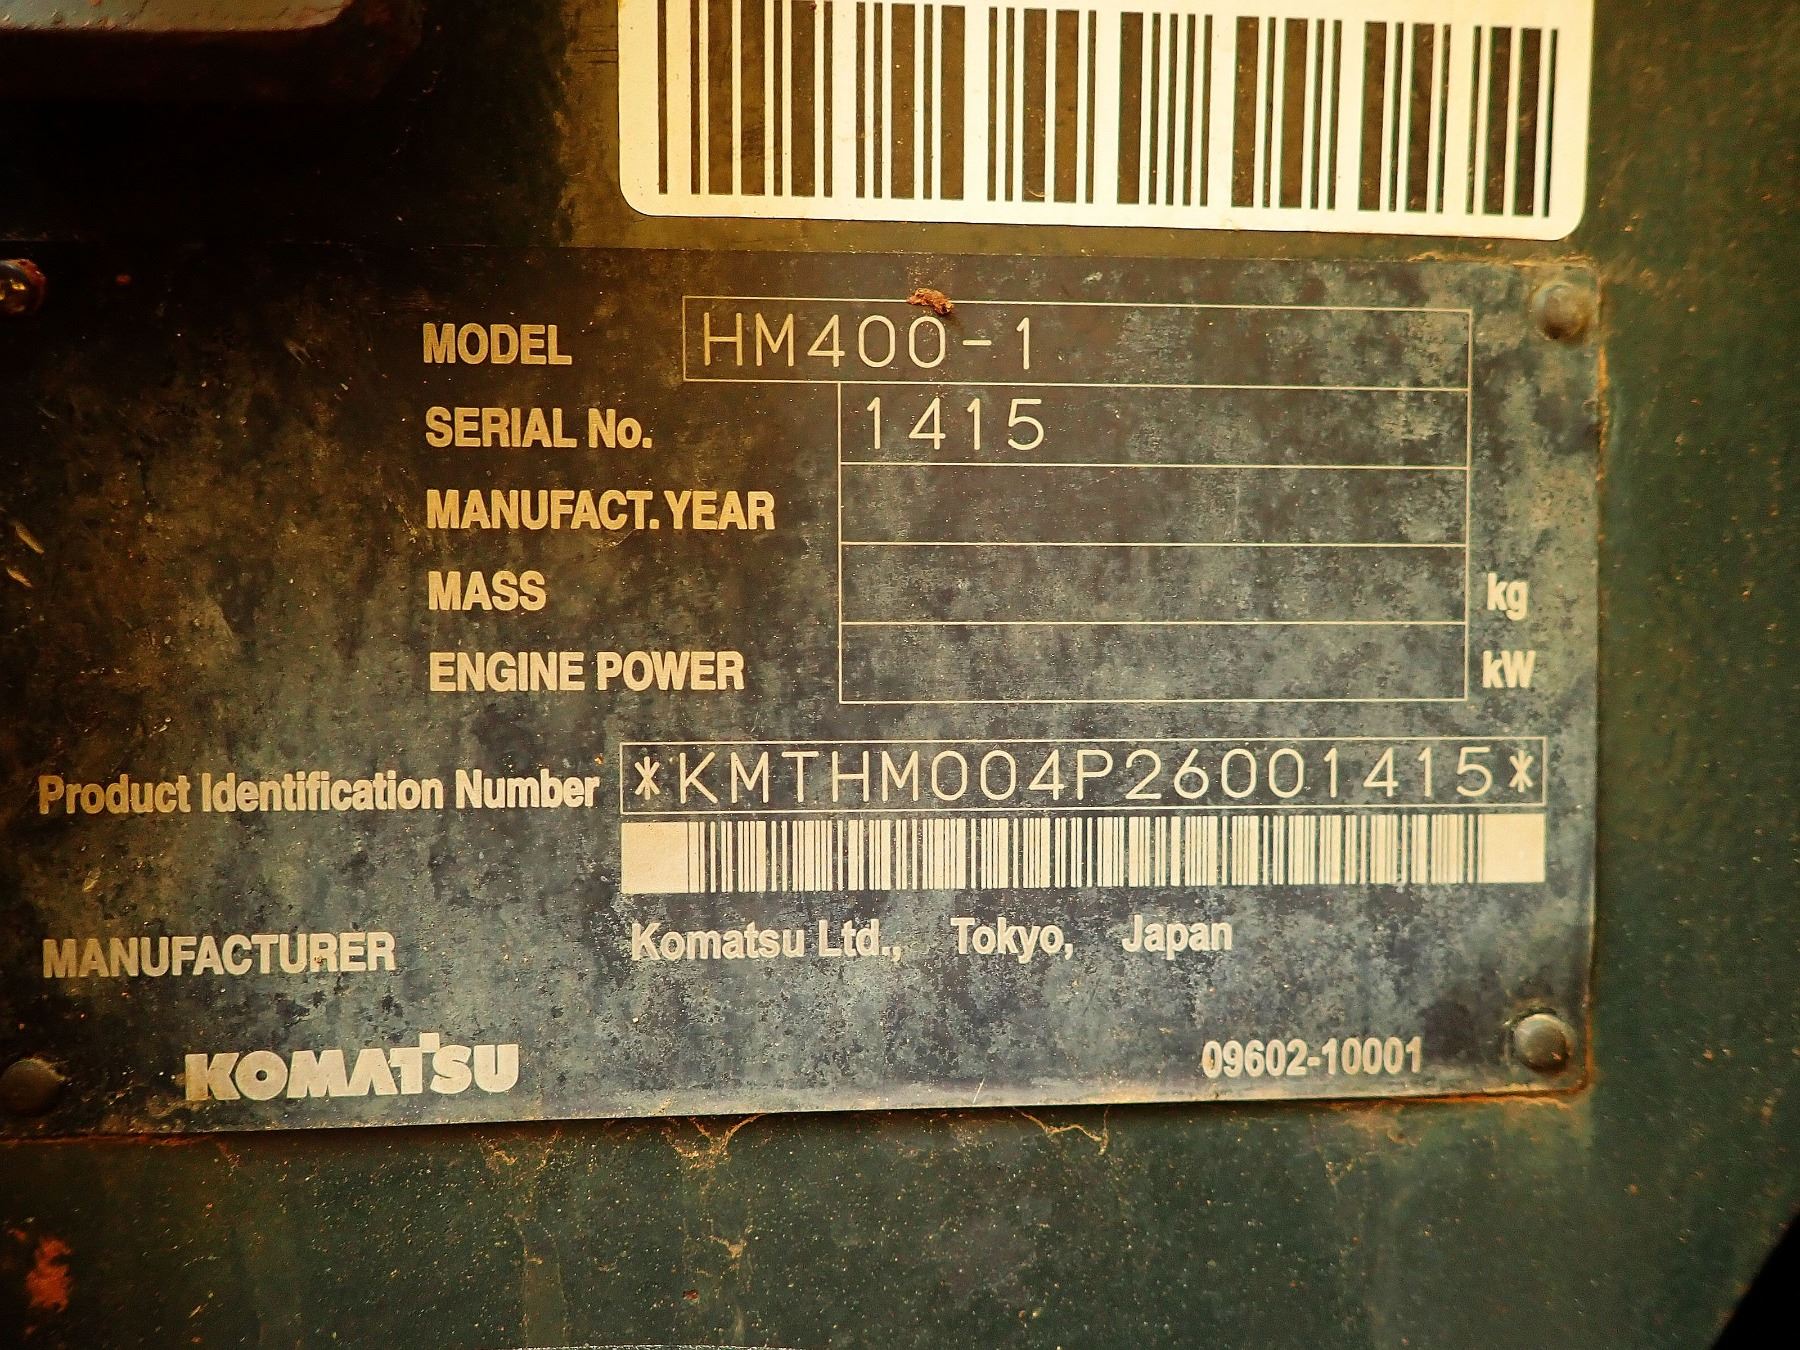 MODEL HM400-1
SERIAL No. 1415
MANUFACT. YEAR
MASS kg
ENGINE POWER kW
Product Identification Number *KMTHM004P26001415*
MANUFACTURER Komatsu Ltd., Tokyo, Japan
KOMATSU 09602-10001